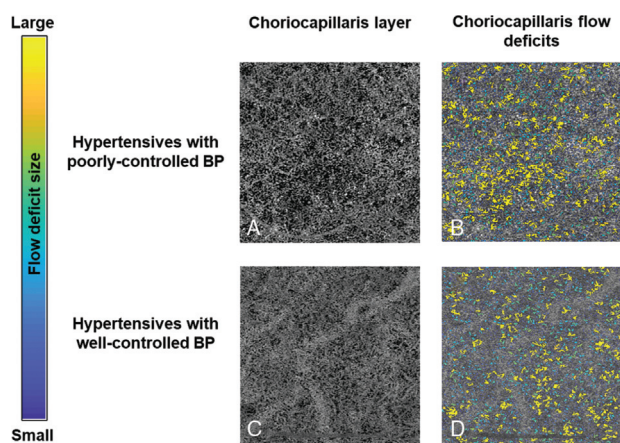 Large
Flow deficit size
Small
Choriocapillaris layer
Choriocapillaris flow
deficits
Hypertensives with
poorly-controlled BP
A
B
Hypertensives with
well-controlled BP
C
D